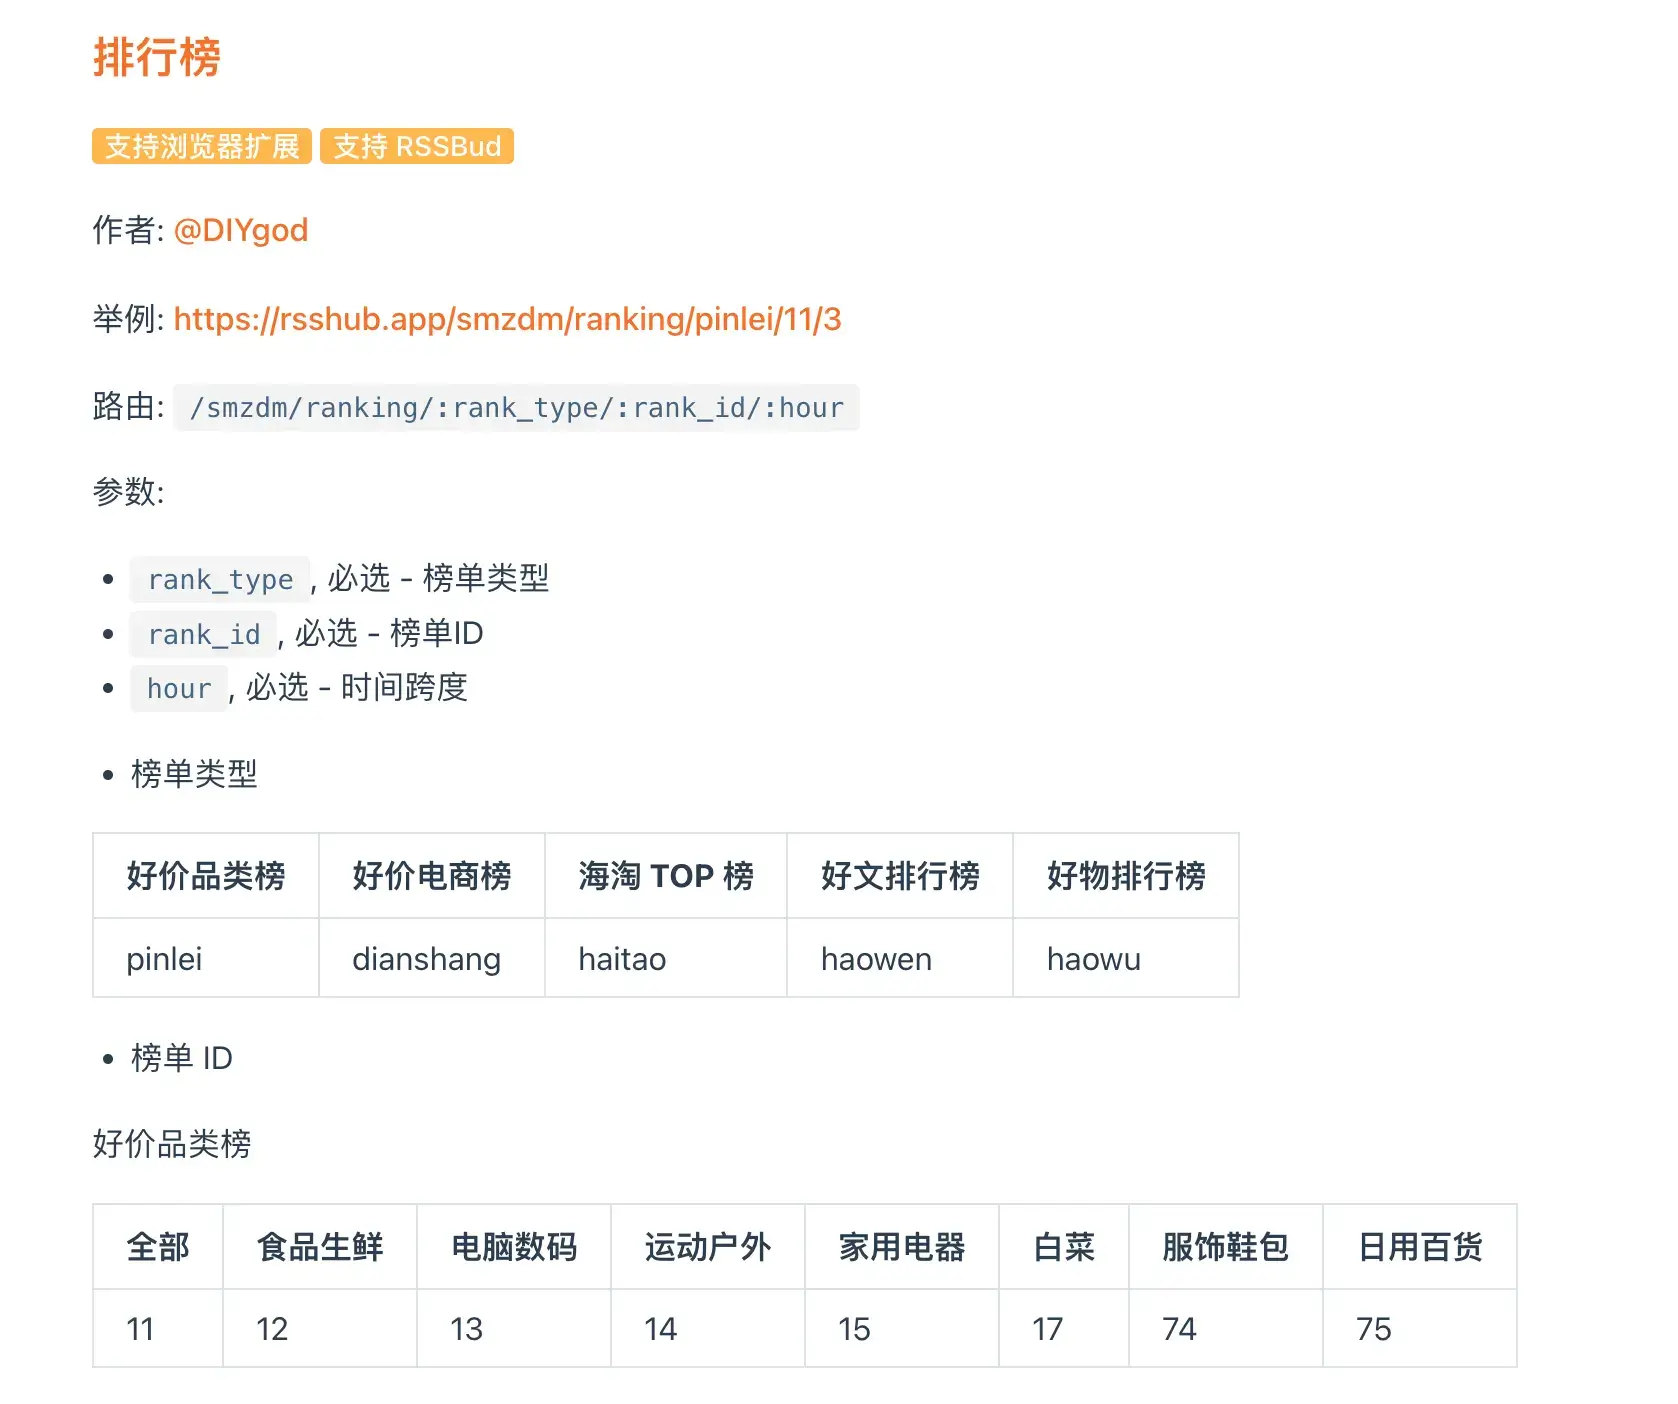 排行榜
支持浏览器扩展 支持 RSSBud
作者: @DIYgod
举例: https://rsshub.app/smzdm/ranking/pinlei/11/3
路由: /smzdm/ranking/:rank_type/:rank_id/:hour
参数:
• rank_type, 必选 - 榜单类型
• rank_id, 必选 - 榜单ID
• hour, 必选 - 时间跨度
• 榜单类型
好价品类榜 好价电商榜 海淘 TOP 榜 好文排行榜 好物排行榜
pinlei dianshang haitao haowen haowu
• 榜单 ID
好价品类榜
全部 食品生鲜 电脑数码 运动户外 家用电器 白菜 服饰鞋包 日用百货
11 12 13 14 15 17 74 75